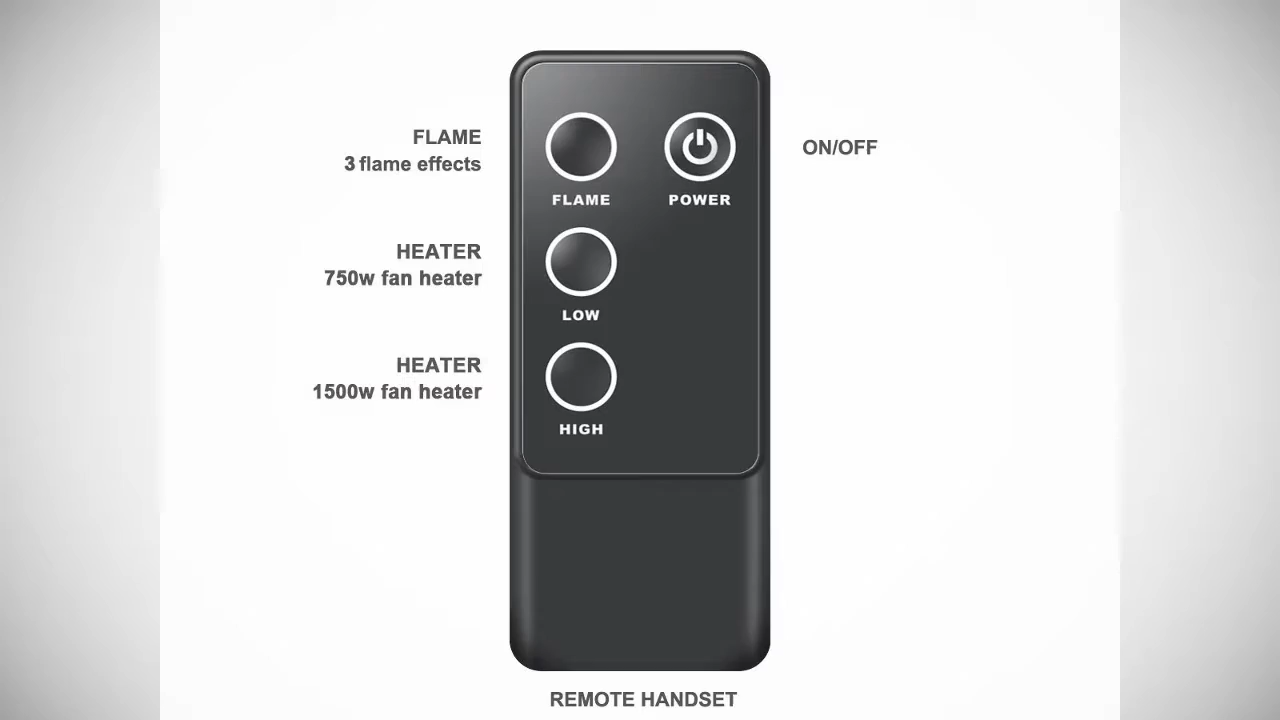 FLAME
3 flame effects
ON/OFF
FLAME
POWER
HEATER
750w fan heater
LOW
HEATER
1500w fan heater
HIGH
REMOTE HANDSET